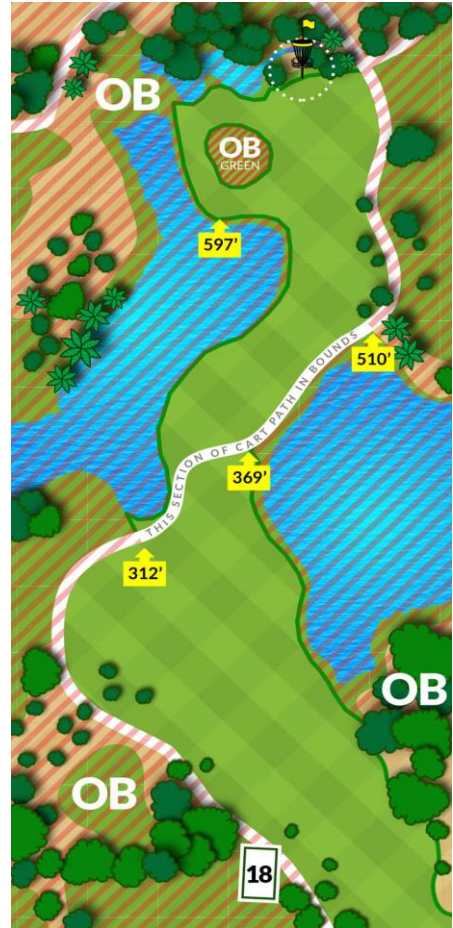 OB
OB
GREEN
597'
510'
THIS SECTION OF CART PATH IN BOUNDS
369'
312'
OB
OB
18